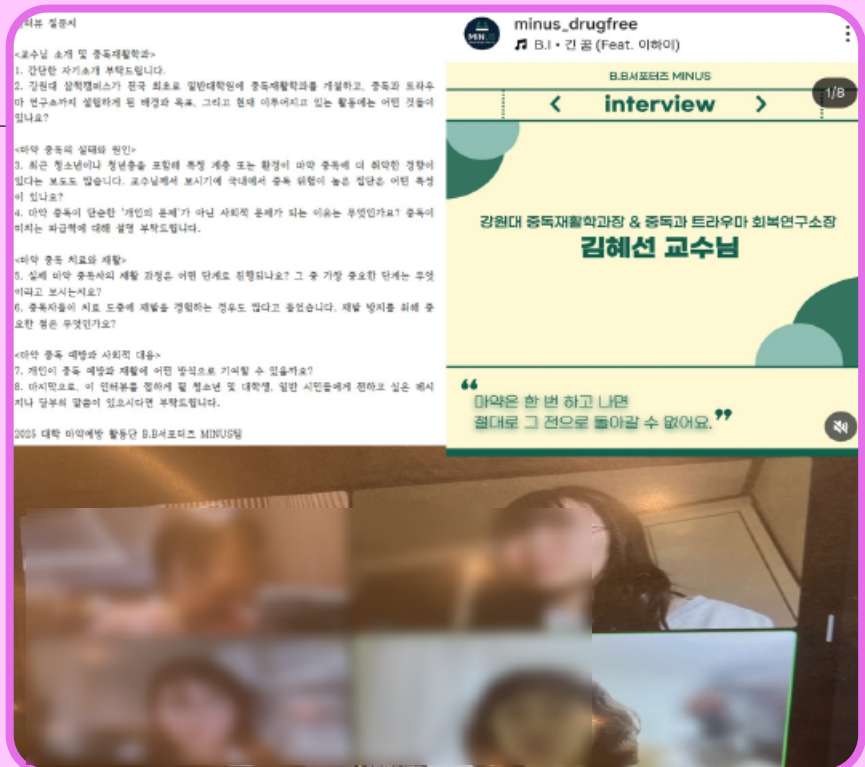 인터뷰 질문지
<교수님 소개 및 중독재활학과>
1. 간단한 자기소개 부탁드립니다.
2. 강원대 삼척캠퍼스가 전국 최초로 일반대학원에 중독재활학과를 개설하고, 중독과 트라우
마 연구소까지 설립하게 된 배경과 목표, 그리고 현재 이루어지고 있는 활동에는 어떤 것들이
있나요?
<마약 중독의 실태와 원인>
3. 최근 청소년이나 청년층을 포함해 특정 계층 또는 환경이 마약 중독에 더 취약한 경향이
있다는 보도도 많습니다. 교수님께서 보시기에 국내에서 중독 위험이 높은 집단은 어떤 특성
이 있나요?
4. 마약 중독이 단순한 '개인의 문제'가 아닌 사회적 문제가 되는 이유는 무엇인가요? 중독이
미치는 파급력에 대해 설명 부탁드립니다.
<마약 중독 치료와 재활>
5. 실제 마약 중독자의 재활 과정은 어떤 단계로 진행되나요? 그 중 가장 중요한 단계는 무엇
이라고 보시는지요?
6. 중독자들이 치료 도중에 재발을 경험하는 경우도 많다고 들었습니다. 재발 방지를 위해 중
요한 점은 무엇인가요?
<마약 중독 예방과 사회적 대응>
7. 개인이 중독 예방과 재활에 어떤 방식으로 기여할 수 있을까요?
8. 마지막으로, 이 인터뷰를 접하게 될 청소년 및 대학생, 일반 시민들에게 전하고 싶은 메시
지나 당부의 말씀이 있으시다면 부탁드립니다.
2025 대학 마약예방 활동단 B.B서포터즈 MINUS팀
minus_drugfree
B.I • 긴 꿈 (Feat. 이하이)
B.B서포터즈 MINUS
1/8
< interview >
강원대 중독재활학과장 & 중독과 트라우마 회복연구소장
김혜선 교수님
“마약은 한 번 하고 나면
절대로 그 전으로 돌아갈 수 없어요.”